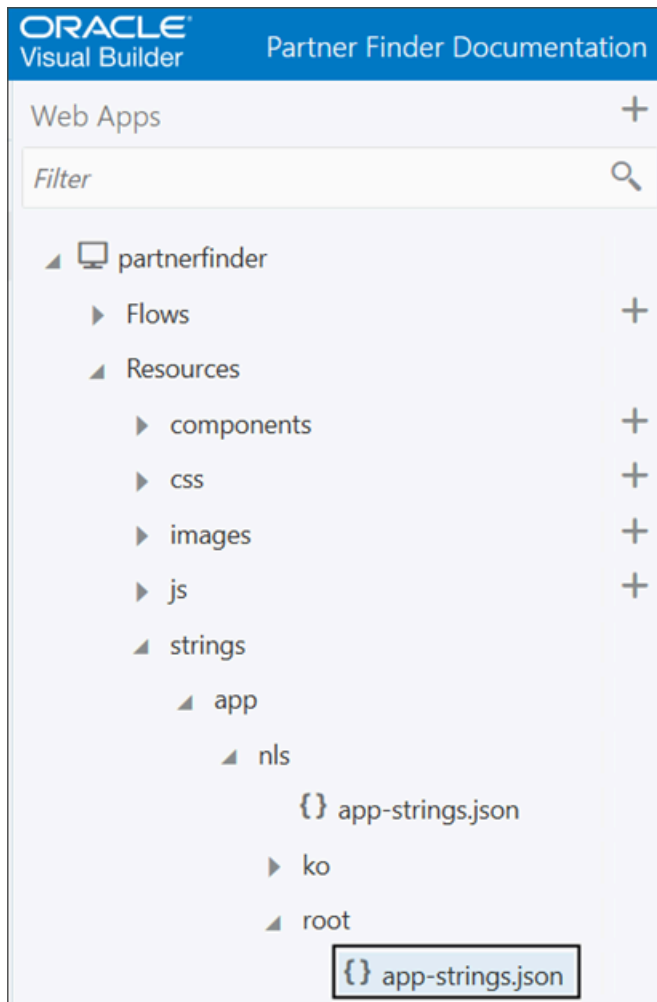 ORACLE
Visual Builder
Partner Finder Documentation
Web Apps
Filter
partnerfinder
Flows
Resources
components
css
images
js
strings
app
nls
{} app-strings.json
ko
root
{} app-strings.json